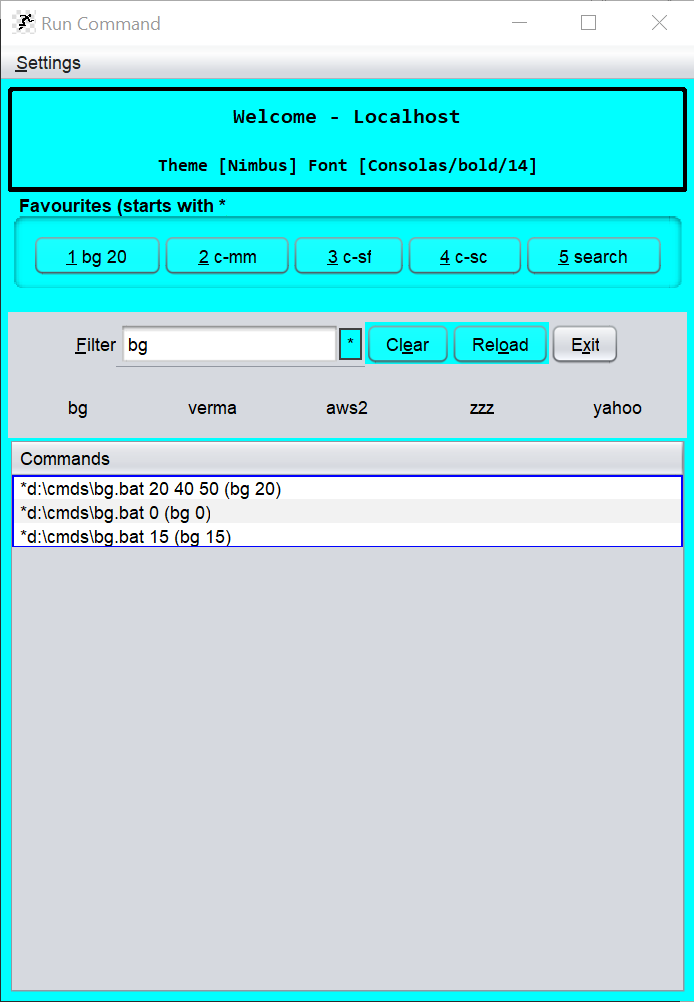 Run Command
Settings
Welcome - Localhost
Theme [Nimbus] Font [Consolas/bold/14]
Favourites (starts with *
1 bg 20 2 c-mm 3 c-sf 4 c-sc 5 search
Filter bg * Clear Reload Exit
bg verma aws2 zzz yahoo
Commands
*d:\cmds\bg.bat 20 40 50 (bg 20)
*d:\cmds\bg.bat 0 (bg 0)
*d:\cmds\bg.bat 15 (bg 15)